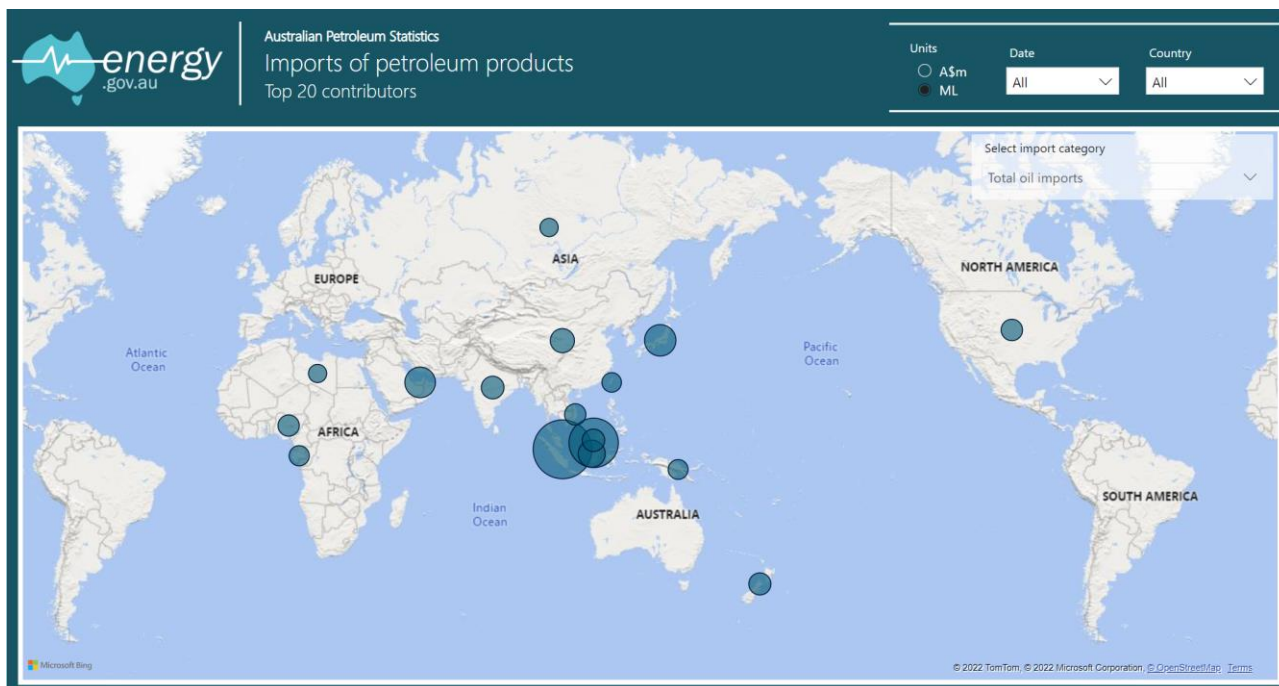 energy
.gov.au
Australian Petroleum Statistics
Imports of petroleum products
Top 20 contributors
Units
A$m
ML
Date
All
Country
All
Select import category
Total oil imports
ASIA
EUROPE
NORTH AMERICA
Atlantic
Ocean
Pacific
Ocean
AFRICA
Indian
Ocean
AUSTRALIA
SOUTH AMERICA
Microsoft Bing
© 2022 TomTom, © 2022 Microsoft Corporation, © OpenStreetMap Terms